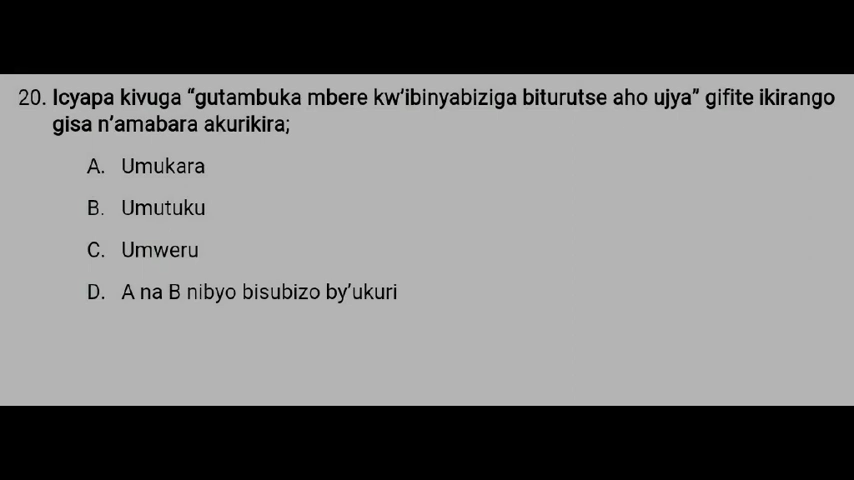 20. Icyapa kivuga “gutambuka mbere kw’ibinyabiziga biturutse aho ujya” gifite ikirango
gisa n’amabara akurikira;
A. Umukara
B. Umutuku
C. Umweru
D. A na B nibyo bisubizo by’ukuri